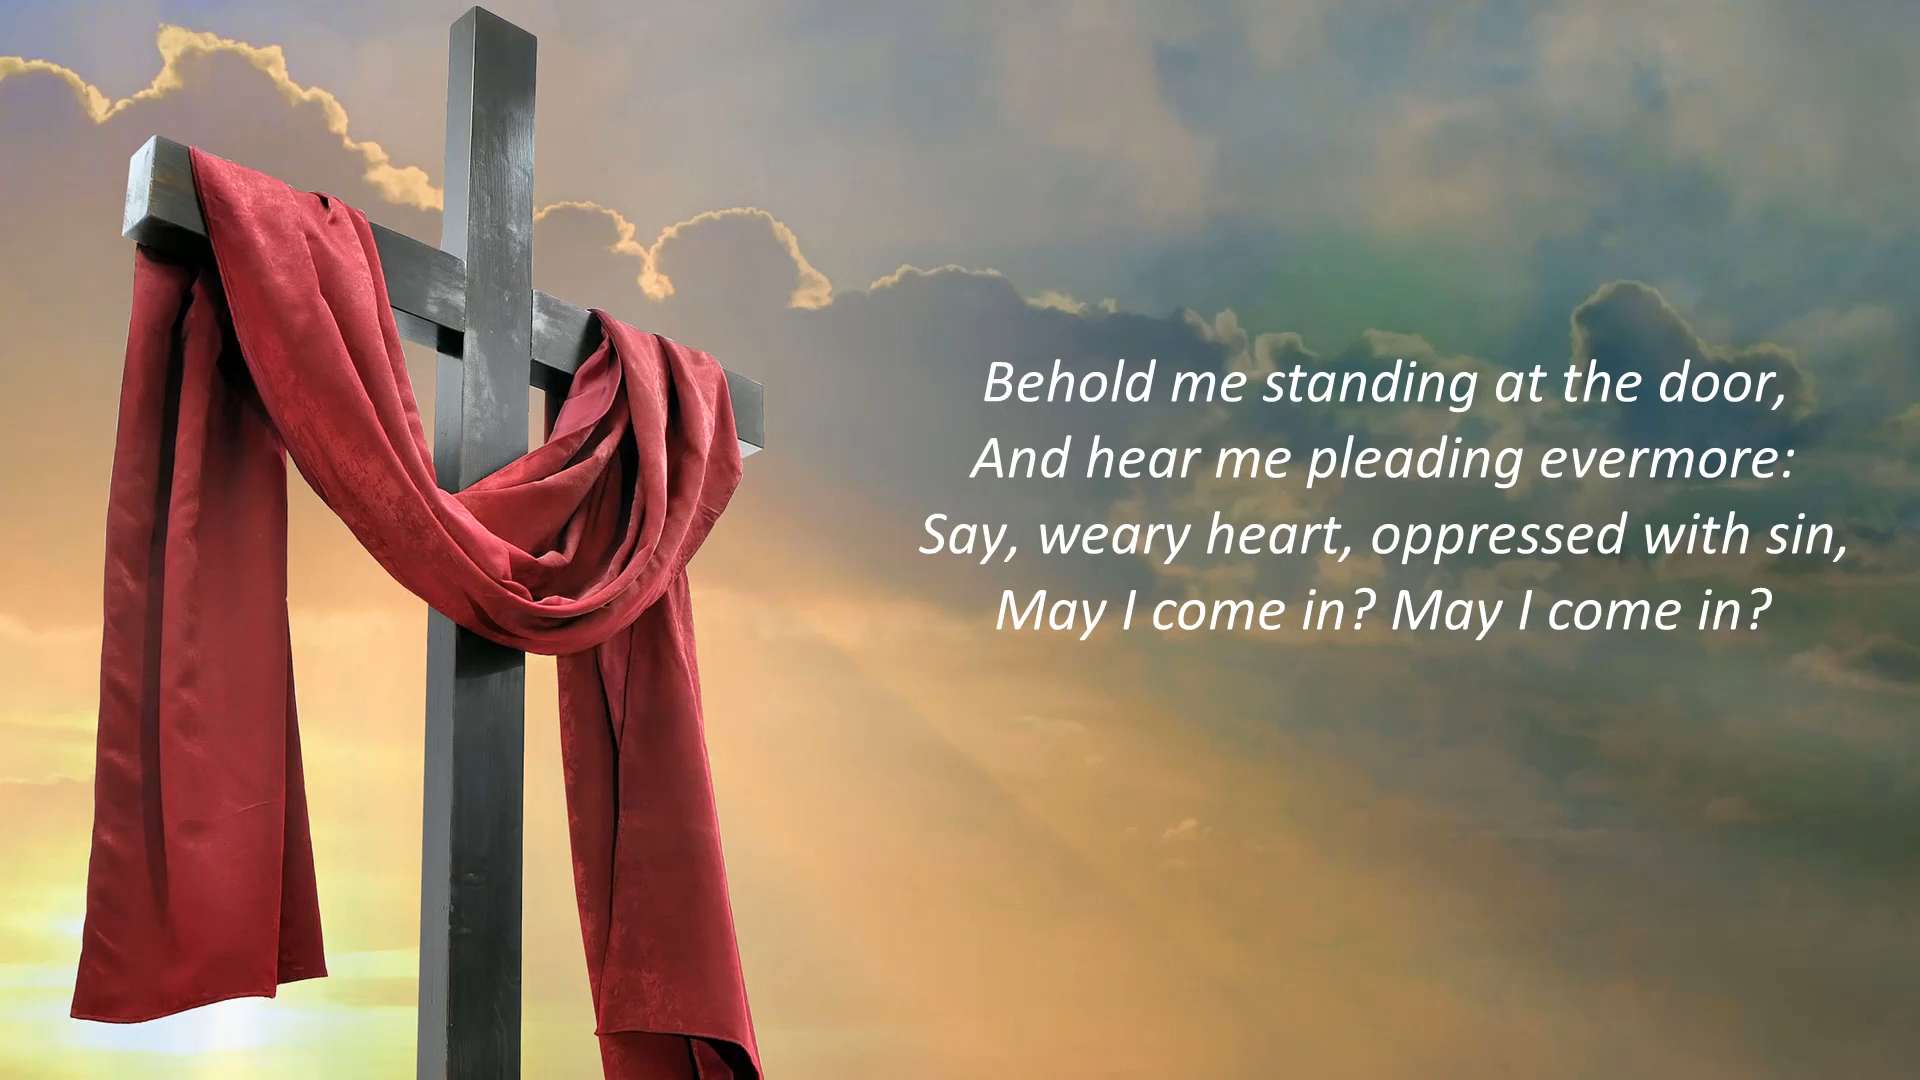 Behold me standing at the door,
And hear me pleading evermore:
Say, weary heart, oppressed with sin,
May I come in? May I come in?